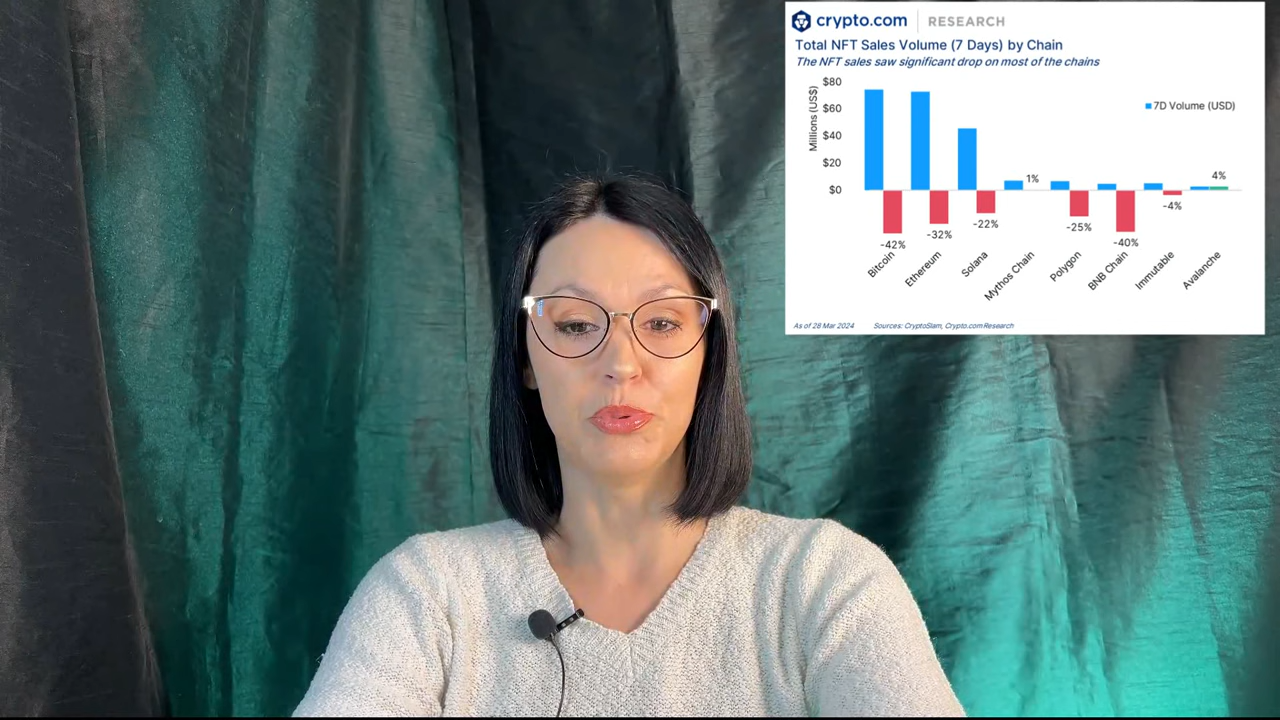 crypto.com | RESEARCH
Total NFT Sales Volume (7 Days) by Chain
The NFT sales saw significant drop on most of the chains
Millions (US$)
$80
$60
$40
$20
$0
7D Volume (USD)
1%
4%
-42%
-32%
-22%
-25%
-40%
-4%
Bitcoin
Ethereum
Solana
Mythos Chain
Polygon
BNB Chain
Immutable
Avalanche
As of 28 Mar 2024 Sources: CryptoSlam, Crypto.com Research